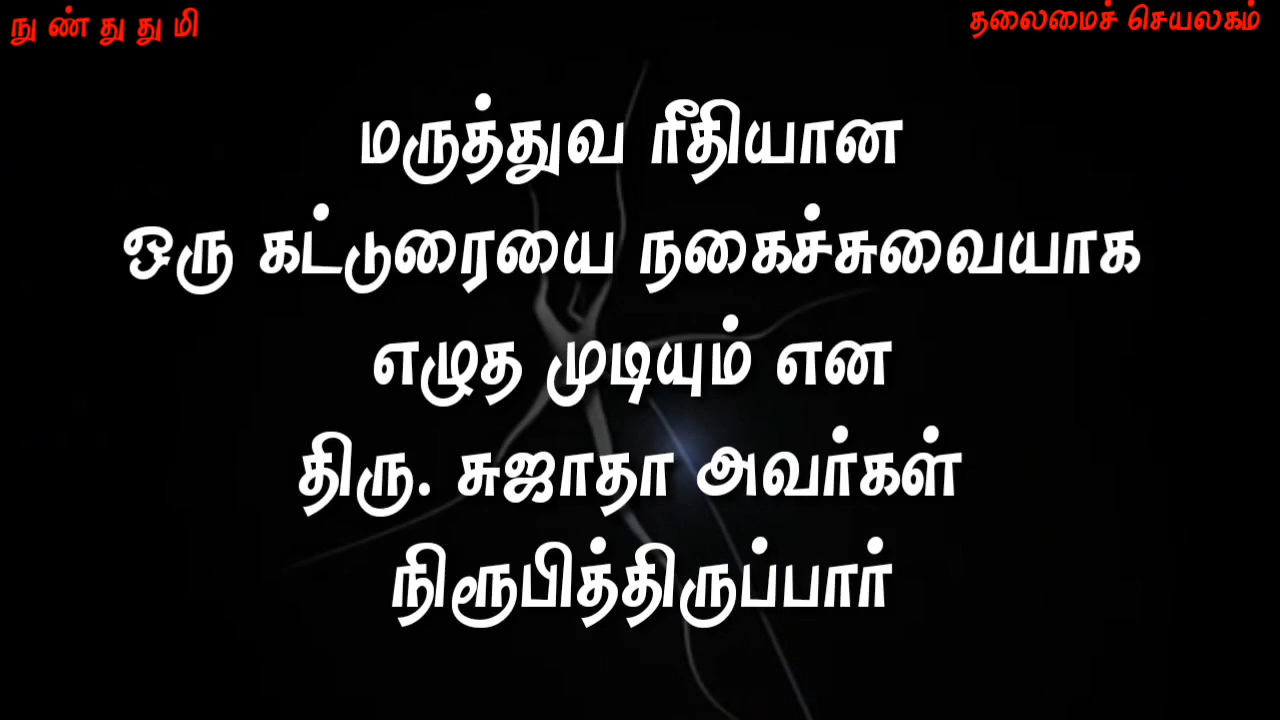 நு ண் து து மி
தலைமைச் செயலகம்
மருத்துவ ரீதியான
ஒரு கட்டுரையை நகைச்சுவையாக
எழுத முடியும் என
திரு. சுஜாதா அவர்கள்
நிரூபித்திருப்பார்